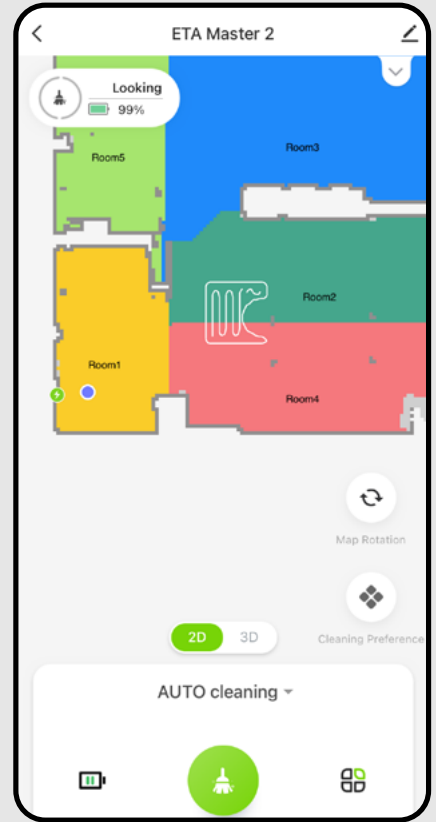 ETA Master 2
Looking
99%
Room5
Room3
Room2
Room1
Room4
Map Rotation
2D 3D
Cleaning Preference
AUTO cleaning